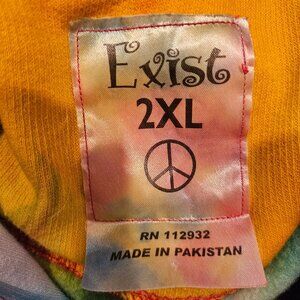 Exist
2XL
RN 112932
MADE IN PAKISTAN